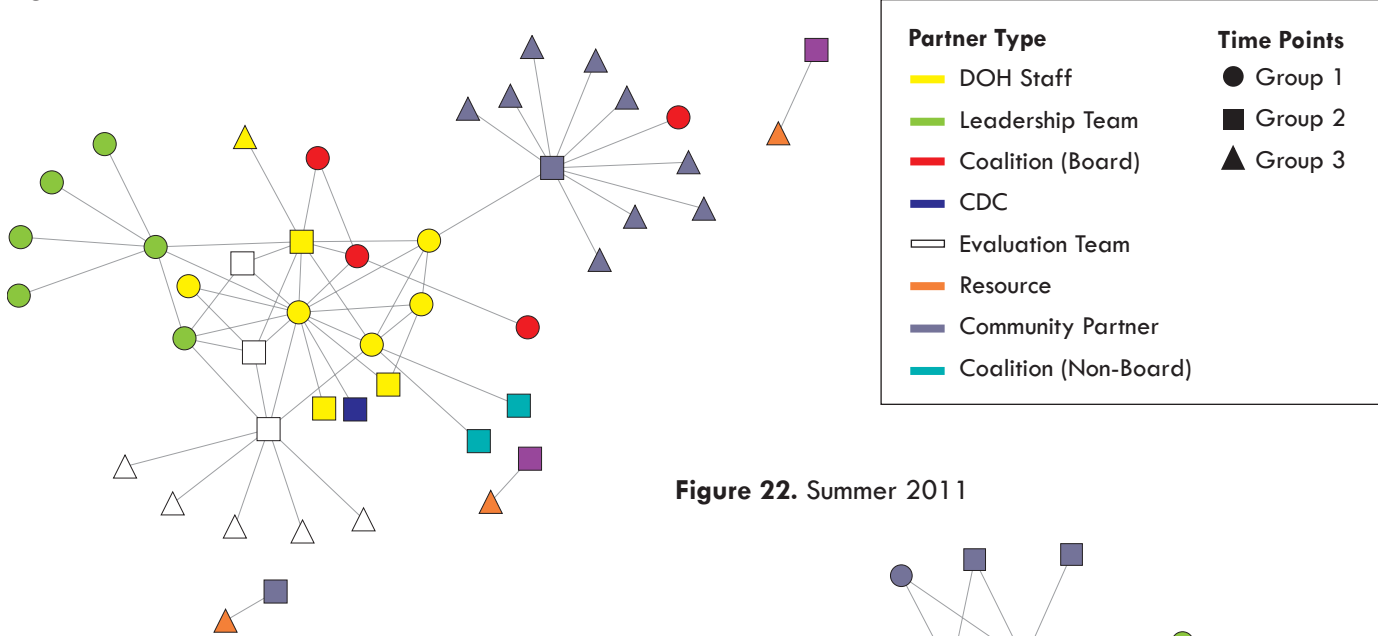 Partner Type
DOH Staff
Leadership Team
Coalition (Board)
CDC
Evaluation Team
Resource
Community Partner
Coalition (Non-Board)
Time Points
Group 1
Group 2
Group 3
Figure 22. Summer 2011